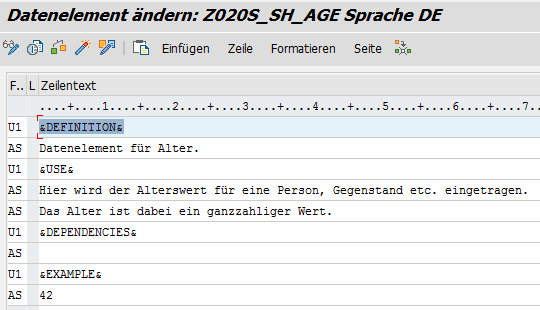 Datenelement ändern: Z020S_SH_AGE Sprache DE
Einfügen Zeile Formatieren Seite
F.. L Zeilentext
....+....1....+....2....+....3....+....4....+....5....+....6....+....7..
U1 &DEFINITION&
AS Datenelement für Alter.
U1 &USE&
AS Hier wird der Alterswert für eine Person, Gegenstand etc. eingetragen.
AS Das Alter ist dabei ein ganzzahliger Wert.
U1 &DEPENDENCIES&
AS
U1 &EXAMPLE&
AS 42